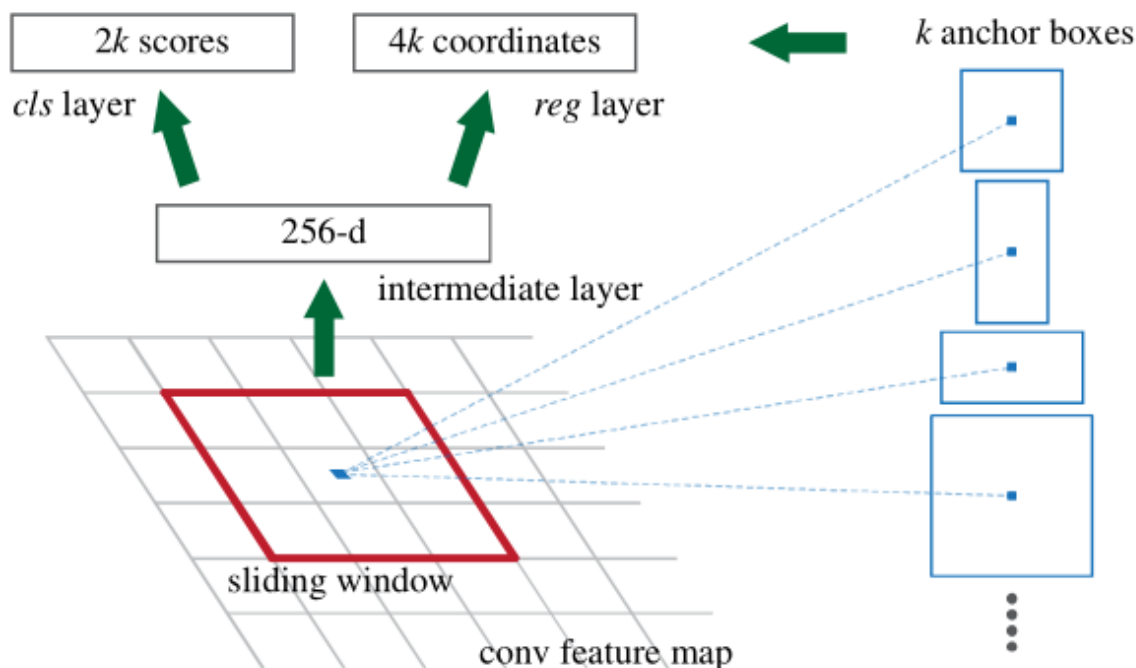 2k scores
4k coordinates
k anchor boxes
cls layer
reg layer
256-d
intermediate layer
sliding window
conv feature map